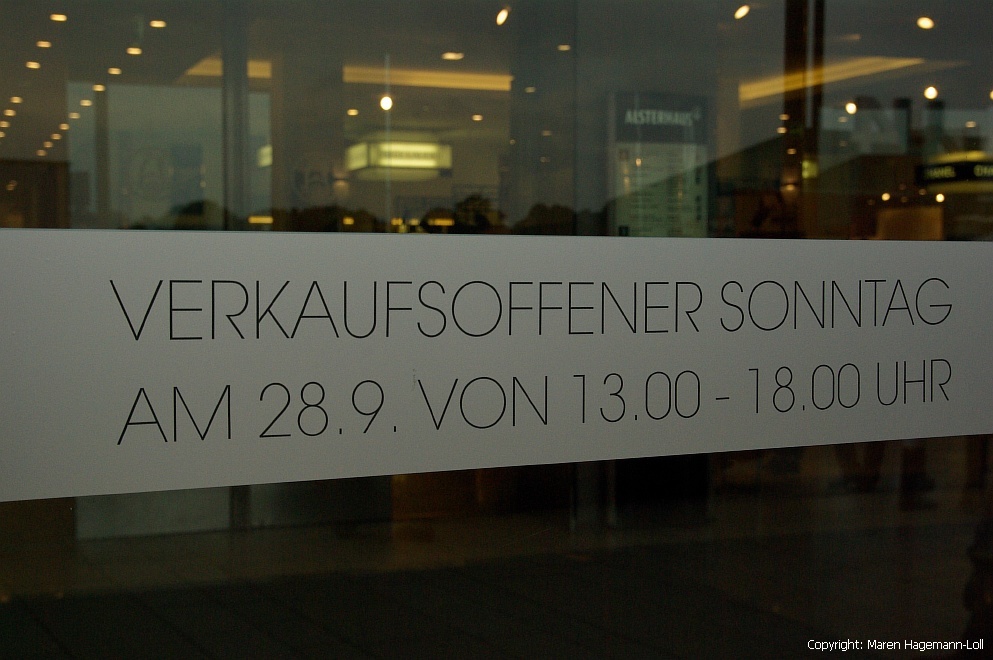 ALSTERHAUS
VERKAUFSOFFENER SONNTAG
AM 28.9. VON 13.00 - 18.00 UHR
Copyright: Maren Hagemann-Loll